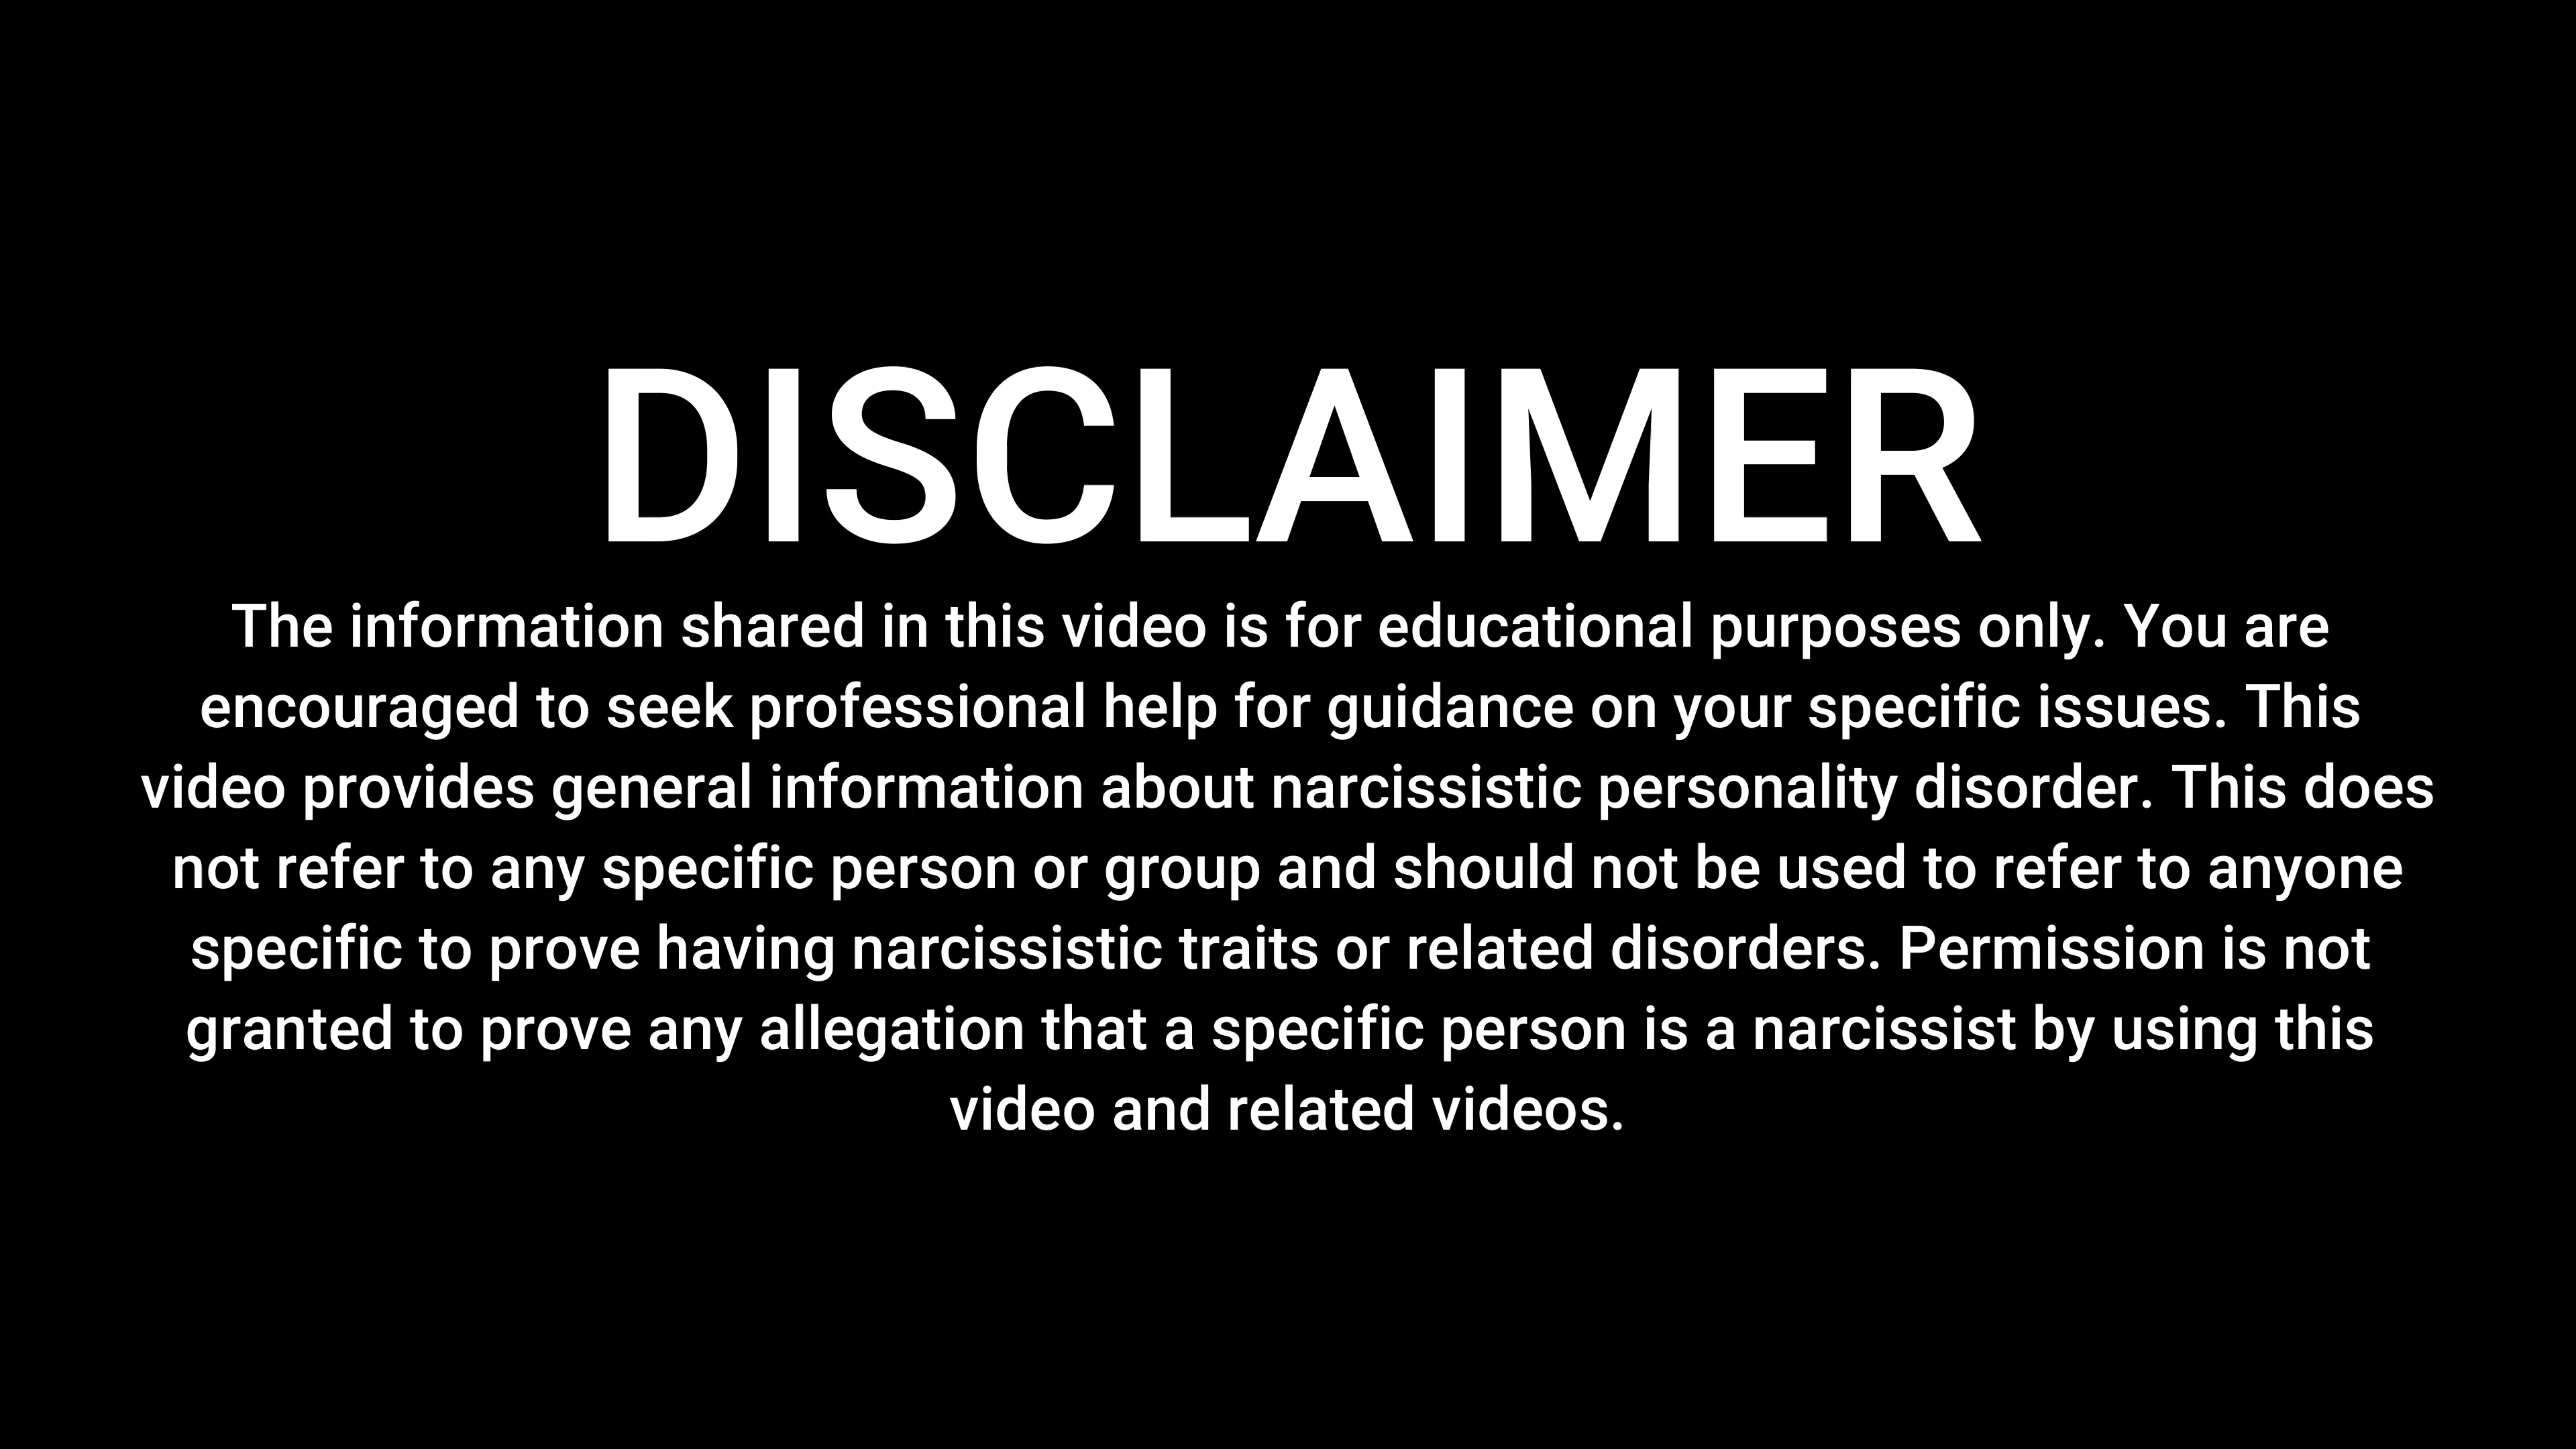 DISCLAIMER
The information shared in this video is for educational purposes only. You are
encouraged to seek professional help for guidance on your specific issues. This
video provides general information about narcissistic personality disorder. This does
not refer to any specific person or group and should not be used to refer to anyone
specific to prove having narcissistic traits or related disorders. Permission is not
granted to prove any allegation that a specific person is a narcissist by using this
video and related videos.